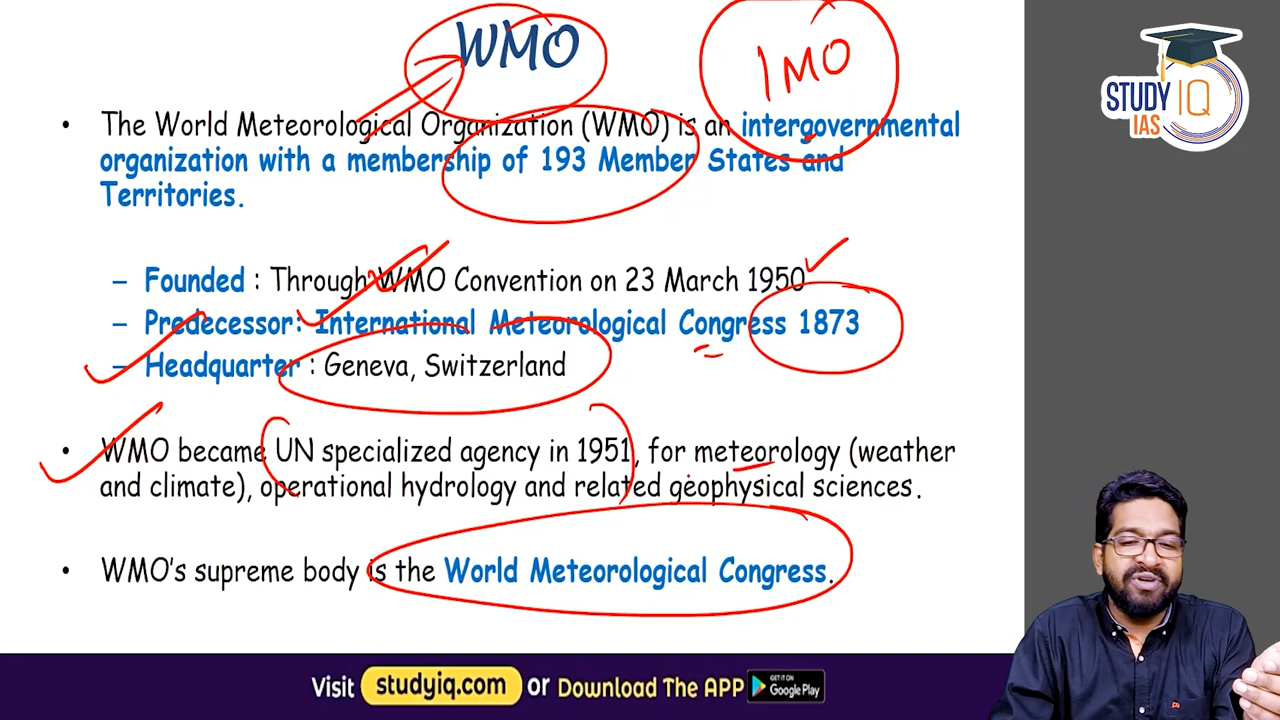 WMO
IMO
STUDY IQ
IAS
• The World Meteorological Organization (WMO) is an intergovernmental
organization with a membership of 193 Member States and
Territories.
– Founded : Through WMO Convention on 23 March 1950
– Predecessor: International Meteorological Congress 1873
– Headquarter : Geneva, Switzerland
• WMO became UN specialized agency in 1951, for meteorology (weather
and climate), operational hydrology and related geophysical sciences.
• WMO's supreme body is the World Meteorological Congress.
Visit studyiq.com or Download The APP GET IT ON Google Play